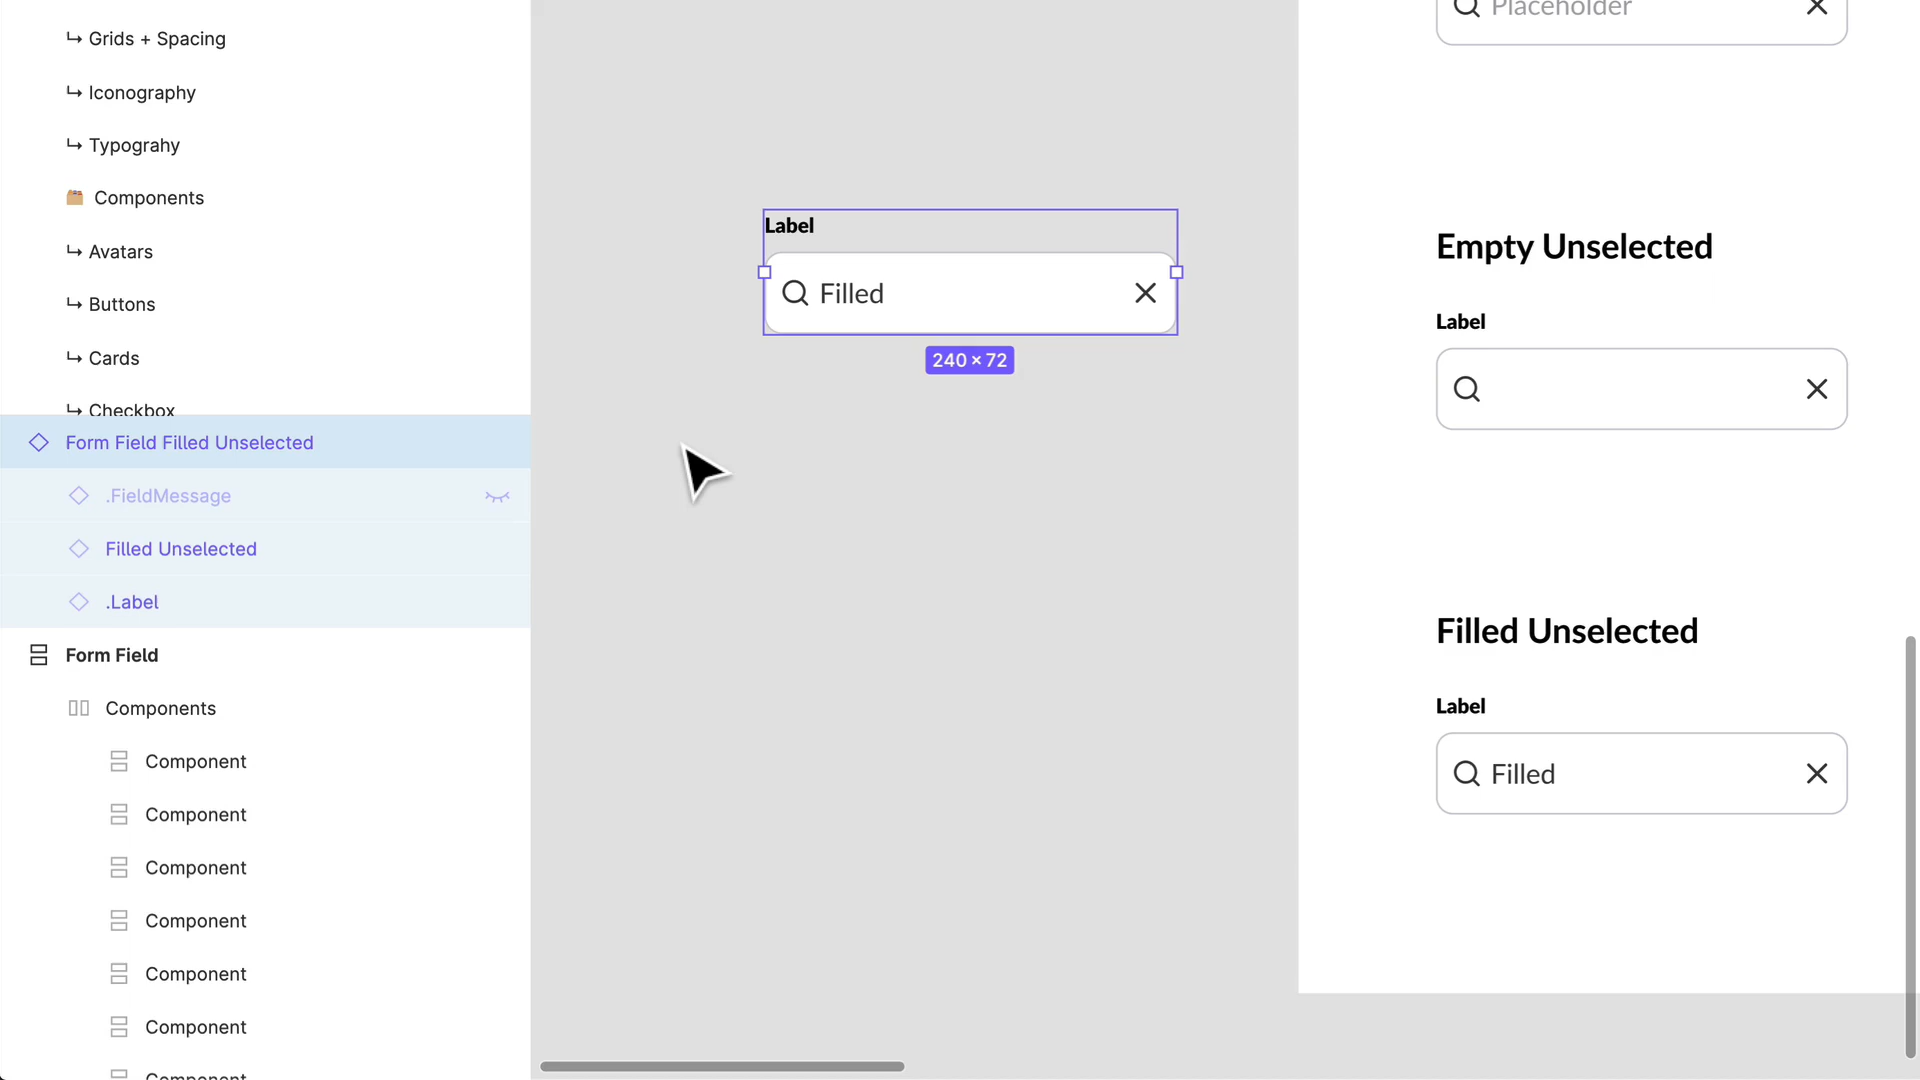 Grids + Spacing
Iconography
Typograhy
Components
Avatars
Buttons
Cards
Checkbox
Form Field Filled Unselected
.FieldMessage
Filled Unselected
.Label
Form Field
Components
Component
Component
Component
Component
Component
Component
Component
Label
Filled
240 × 72
Placeholder
Empty Unselected
Label
Filled Unselected
Label
Filled